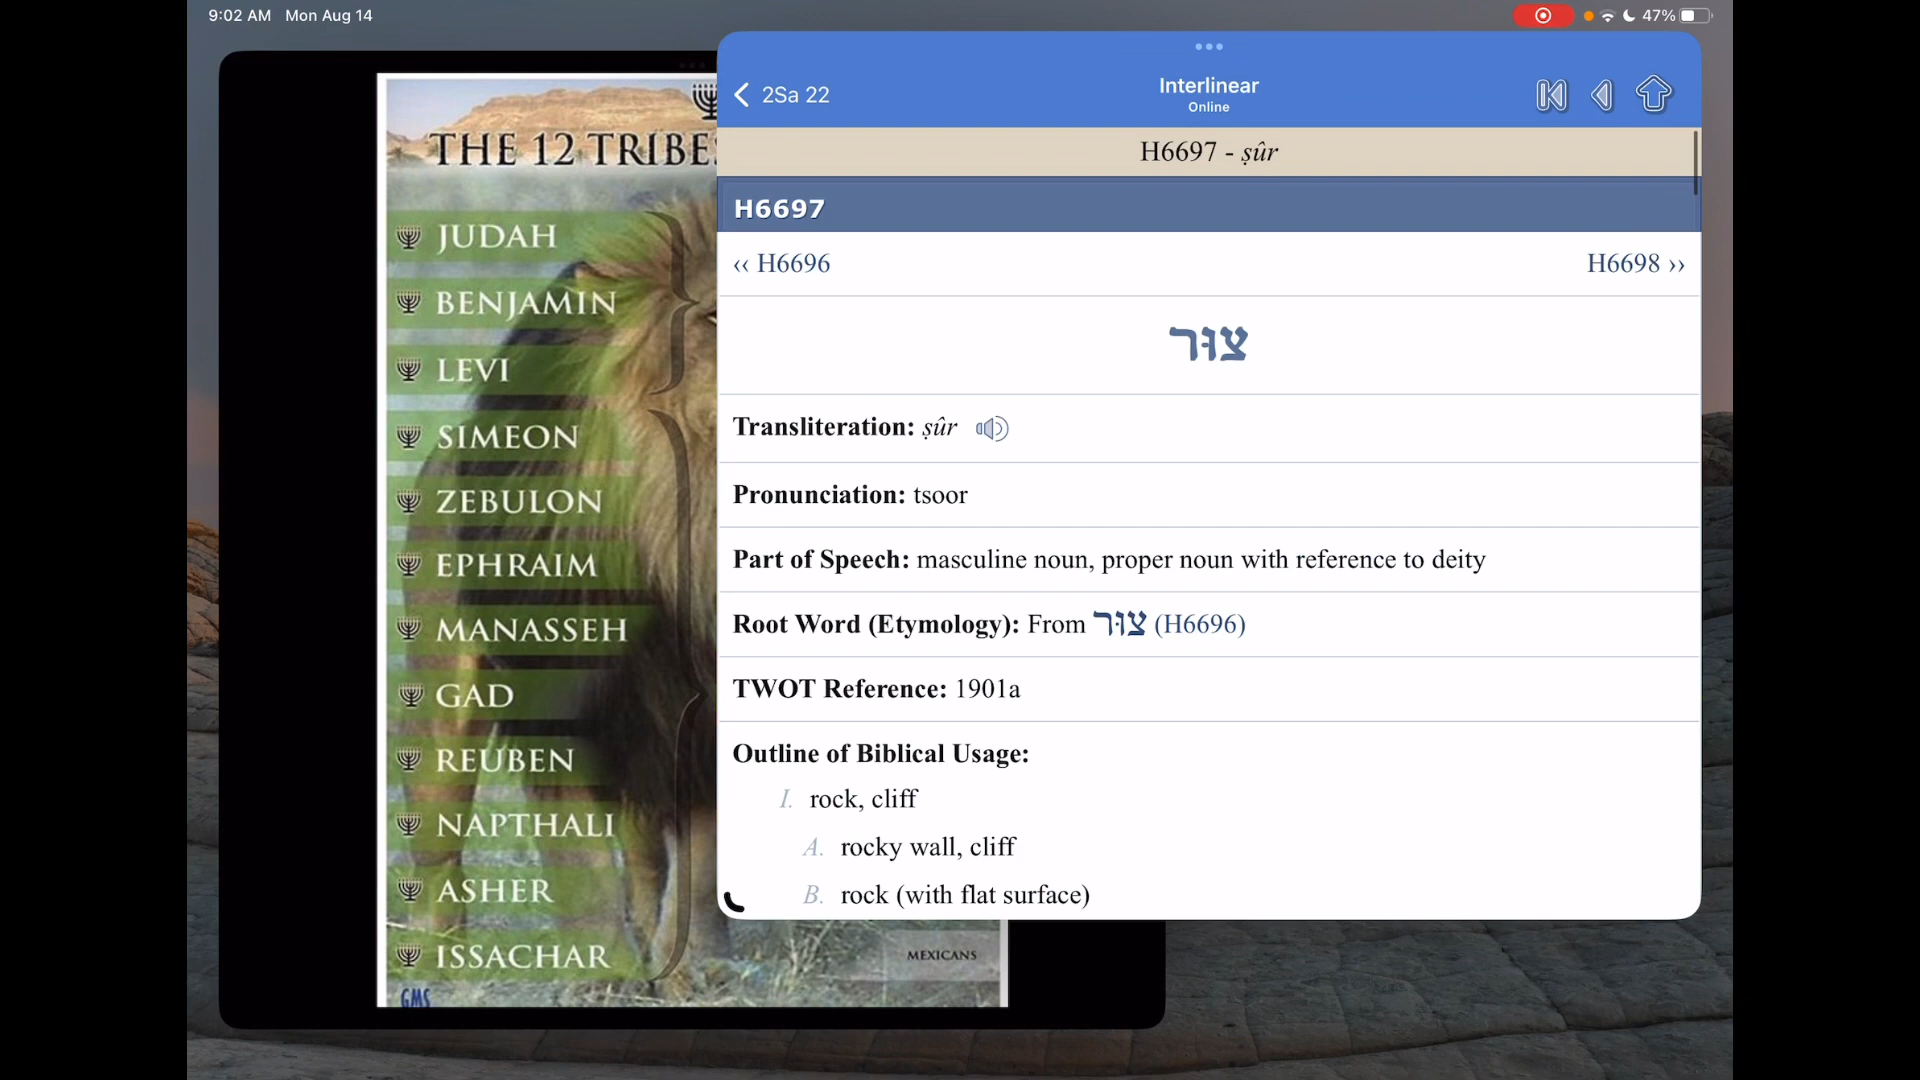 9:02 AM Mon Aug 14
47%
THE 12 TRIBES
JUDAH
BENJAMIN
LEVI
SIMEON
ZEBULON
EPHRAIM
MANASSEH
GAD
REUBEN
NAPTHALI
ASHER
ISSACHAR
MEXICANS
GMS
2Sa 22
Interlinear
Online
H6697 - ṣûr
H6697
‹‹ H6696
H6698 ››
צוּר
Transliteration: ṣûr
Pronunciation: tsoor
Part of Speech: masculine noun, proper noun with reference to deity
Root Word (Etymology): From צוּר (H6696)
TWOT Reference: 1901a
Outline of Biblical Usage:
I. rock, cliff
A. rocky wall, cliff
B. rock (with flat surface)